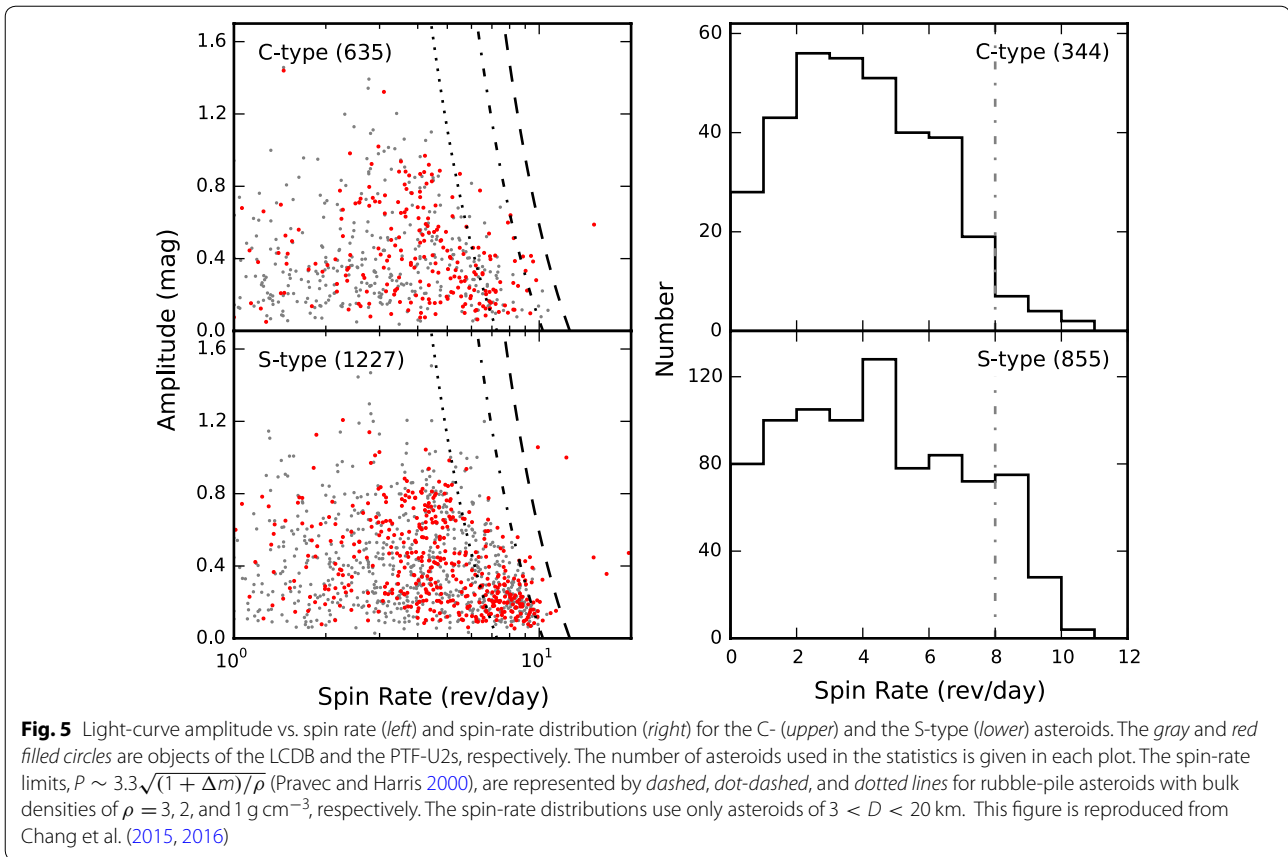 C-type (635)
1.6
1.2
0.8
0.4
0.0
S-type (1227)
1.6
1.2
0.8
0.4
0.0
Amplitude (mag)
10⁰
10¹
Spin Rate (rev/day)
C-type (344)
60
40
20
0
S-type (855)
120
80
40
0
Number
0
2
4
6
8
10
12
Spin Rate (rev/day)
Fig. 5 Light-curve amplitude vs. spin rate (left) and spin-rate distribution (right) for the C- (upper) and the S-type (lower) asteroids. The gray and red
filled circles are objects of the LCDB and the PTF-U2s, respectively. The number of asteroids used in the statistics is given in each plot. The spin-rate
limits, P ∼ 3.3√(1 + Δm)/ρ (Pravec and Harris 2000), are represented by dashed, dot-dashed, and dotted lines for rubble-pile asteroids with bulk
densities of ρ = 3, 2, and 1 g cm⁻³, respectively. The spin-rate distributions use only asteroids of 3 < D < 20 km. This figure is reproduced from
Chang et al. (2015, 2016)